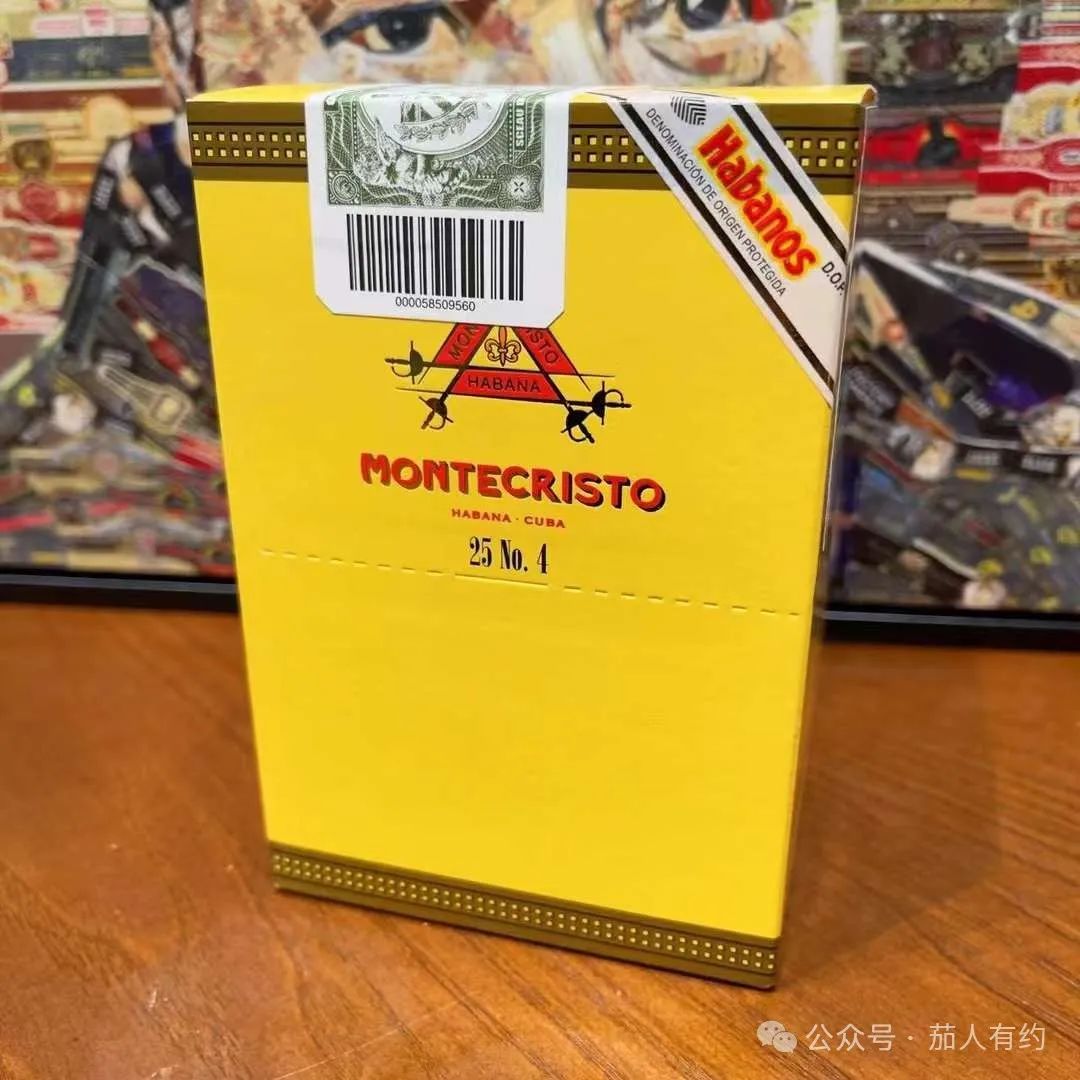 DENOMINACIÓN DE ORIGEN PROTEGIDA
Habanos
D.O.P.
000058509560
HABANA
MONTECRISTO
HABANA · CUBA
25 No. 4
公众号 · 茄人有约